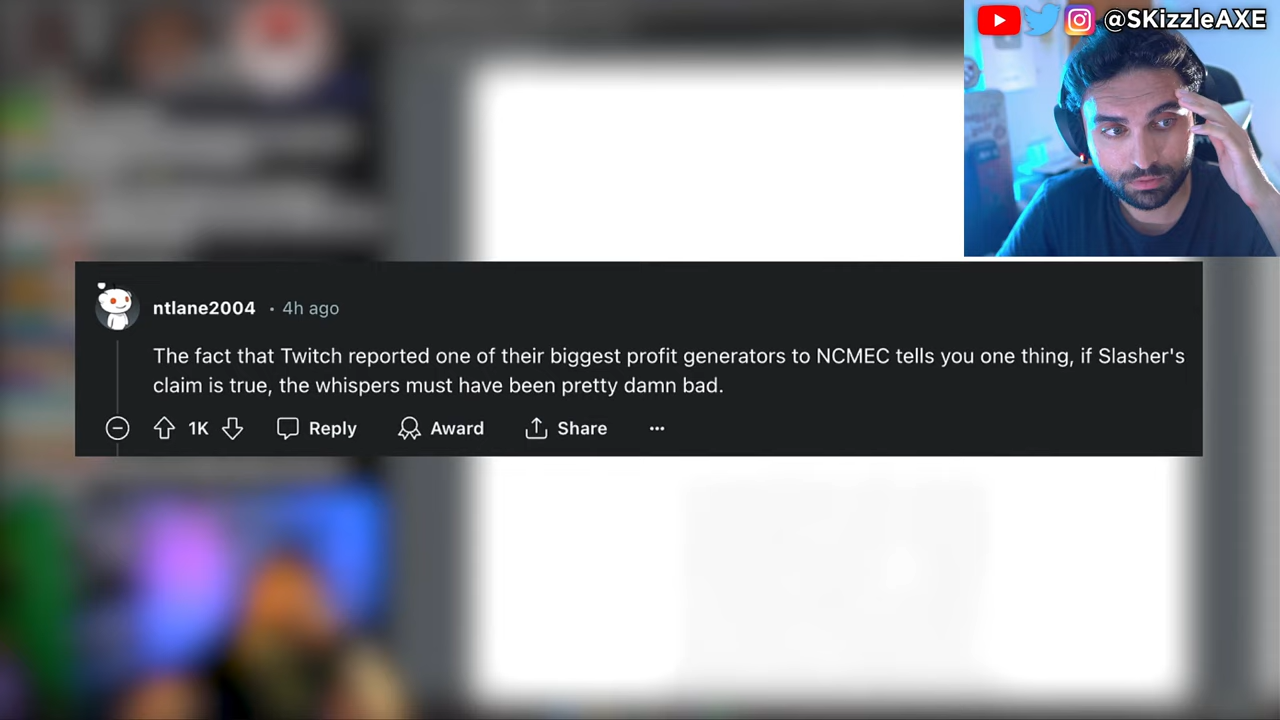 @SKizzleAXE
ntlane2004 • 4h ago
The fact that Twitch reported one of their biggest profit generators to NCMEC tells you one thing, if Slasher's
claim is true, the whispers must have been pretty damn bad.
1K Reply Award Share ...